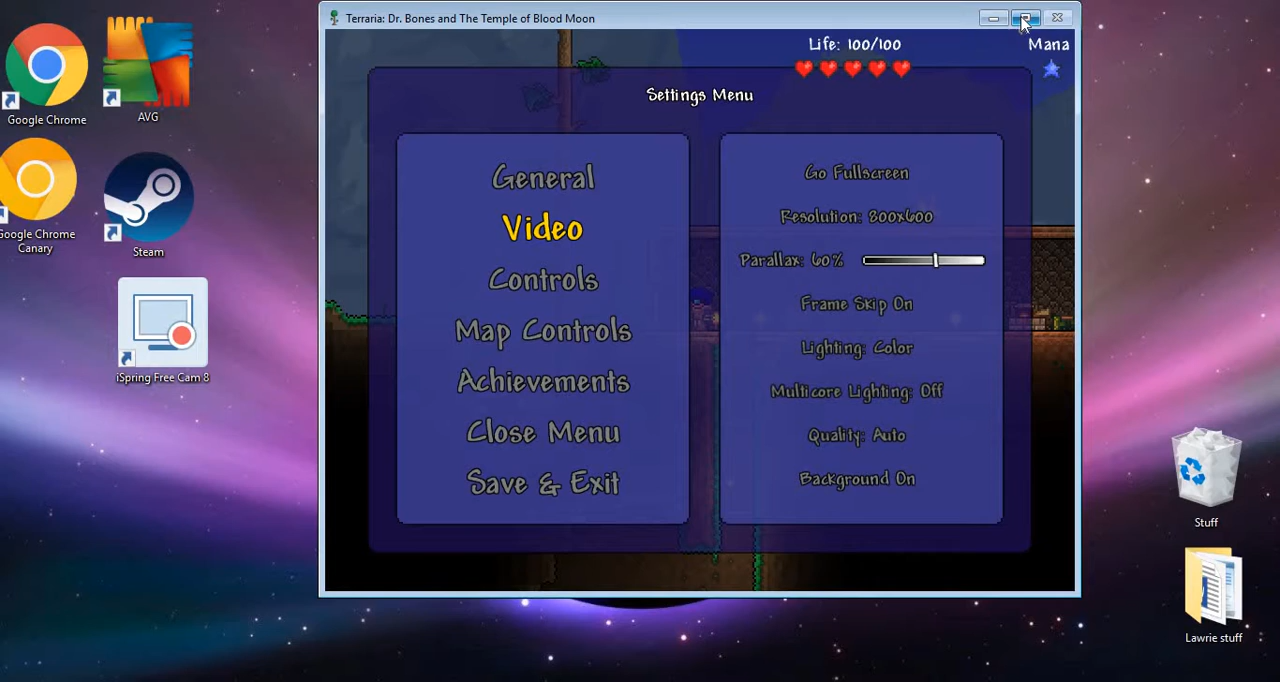 Google Chrome
AVG
Google Chrome
Canary
Steam
iSpring Free Cam 8
Terraria: Dr. Bones and The Temple of Blood Moon
Life: 100/100
Mana
Settings Menu
General
Video
Controls
Map Controls
Achievements
Close Menu
Save & Exit
Go Fullscreen
Resolution: 800x600
Parallax: 60%
Frame Skip On
Lighting: Color
Multicore Lighting: Off
Quality: Auto
Background On
Stuff
Lawrie stuff